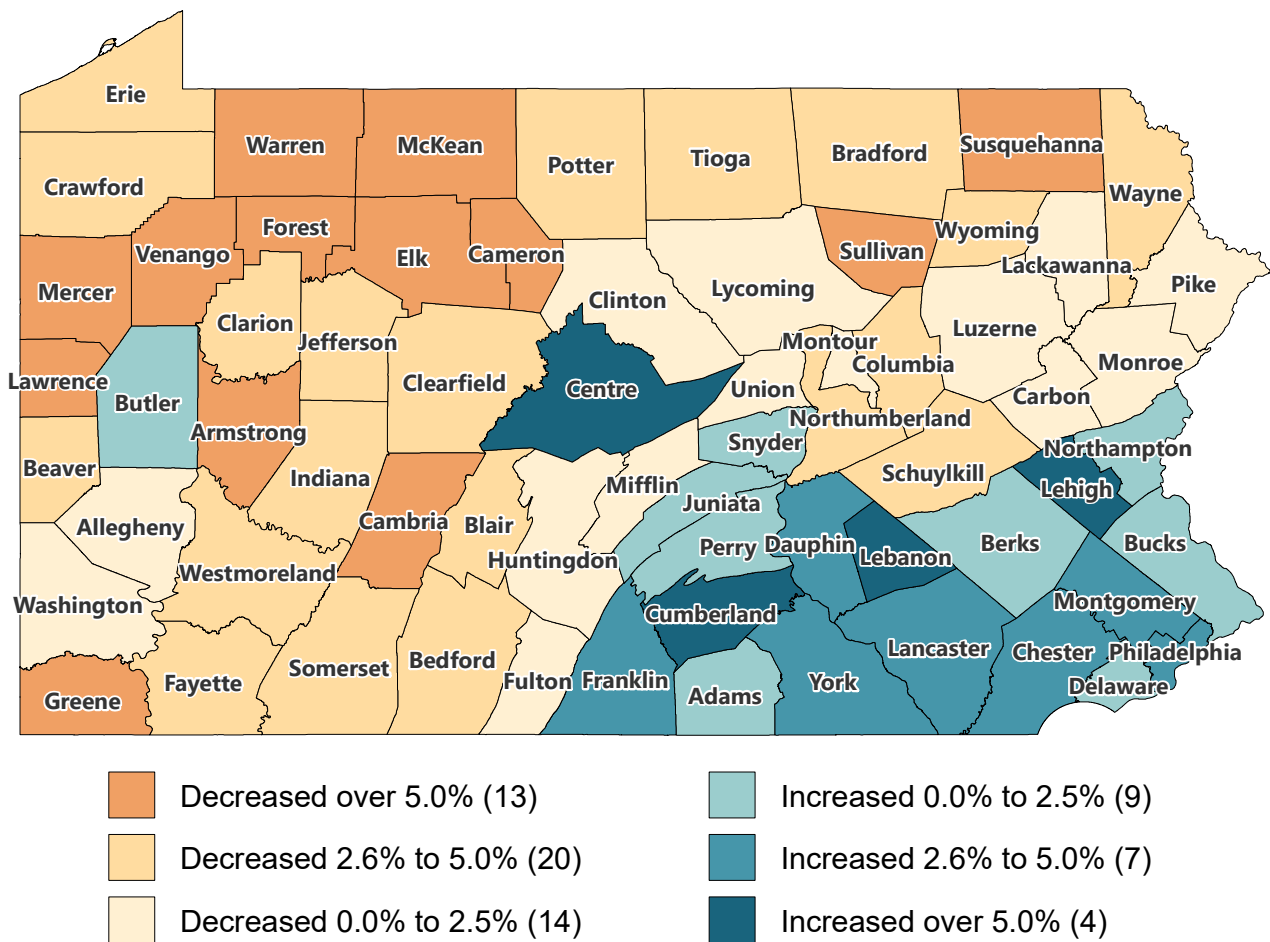 Erie
Warren
McKean
Susquehanna
Potter
Tioga
Bradford
Crawford
Wayne
Forest
Wyoming
Venango
Elk
Cameron
Sullivan
Lackawanna
Mercer
Clinton
Lycoming
Pike
Clarion
Jefferson
Luzerne
Montour
Columbia
Monroe
Lawrence
Clearfield
Centre
Union
Butler
Carbon
Armstrong
Northumberland
Snyder
Northampton
Beaver
Indiana
Mifflin
Schuylkill
Lehigh
Juniata
Allegheny
Cambria
Blair
Perry
Dauphin
Berks
Bucks
Huntingdon
Lebanon
Westmoreland
Washington
Cumberland
Montgomery
Lancaster
Chester
Philadelphia
Somerset
Bedford
Fayette
Fulton
Franklin
York
Delaware
Adams
Greene
Decreased over 5.0% (13)
Increased 0.0% to 2.5% (9)
Decreased 2.6% to 5.0% (20)
Increased 2.6% to 5.0% (7)
Decreased 0.0% to 2.5% (14)
Increased over 5.0% (4)